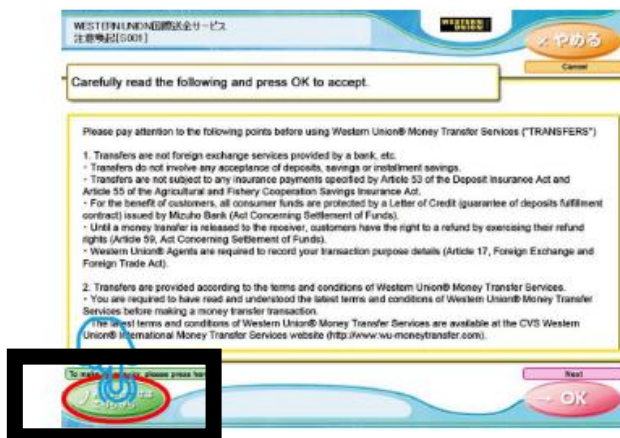 WESTERN UNION国際送金サービス
注意喚起[S001]
WESTERN
UNION
× やめる
Cancel
Carefully read the following and press OK to accept.
Please pay attention to the following points before using Western Union® Money Transfer Services ("TRANSFERS")
1. Transfers are not foreign exchange services provided by a bank, etc.
・Transfers do not involve any acceptance of deposits, savings or installment savings.
・Transfers are not subject to any insurance payments specified by Article 53 of the Deposit Insurance Act and
Article 55 of the Agricultural and Fishery Cooperation Savings Insurance Act.
・For the benefit of customers, all consumer funds are protected by a Letter of Credit (guarantee of deposits fulfillment
contract) issued by Mizuho Bank (Act Concerning Settlement of Funds).
・Until a money transfer is released to the receiver, customers have the right to a refund by exercising their refund
rights (Article 59, Act Concerning Settlement of Funds).
・Western Union® Agents are required to record your transaction purpose details (Article 17, Foreign Exchange and
Foreign Trade Act).
2. Transfers are provided according to the terms and conditions of Western Union® Money Transfer Services.
・You are required to have read and understood the latest terms and conditions of Western Union® Money Transfer
Services before making a money transfer transaction.
・The latest terms and conditions of Western Union® Money Transfer Services are available at the CVS Western
Union® International Money Transfer Services website (http://www.wu-moneytransfer.com).
To make please press
Next
→ OK